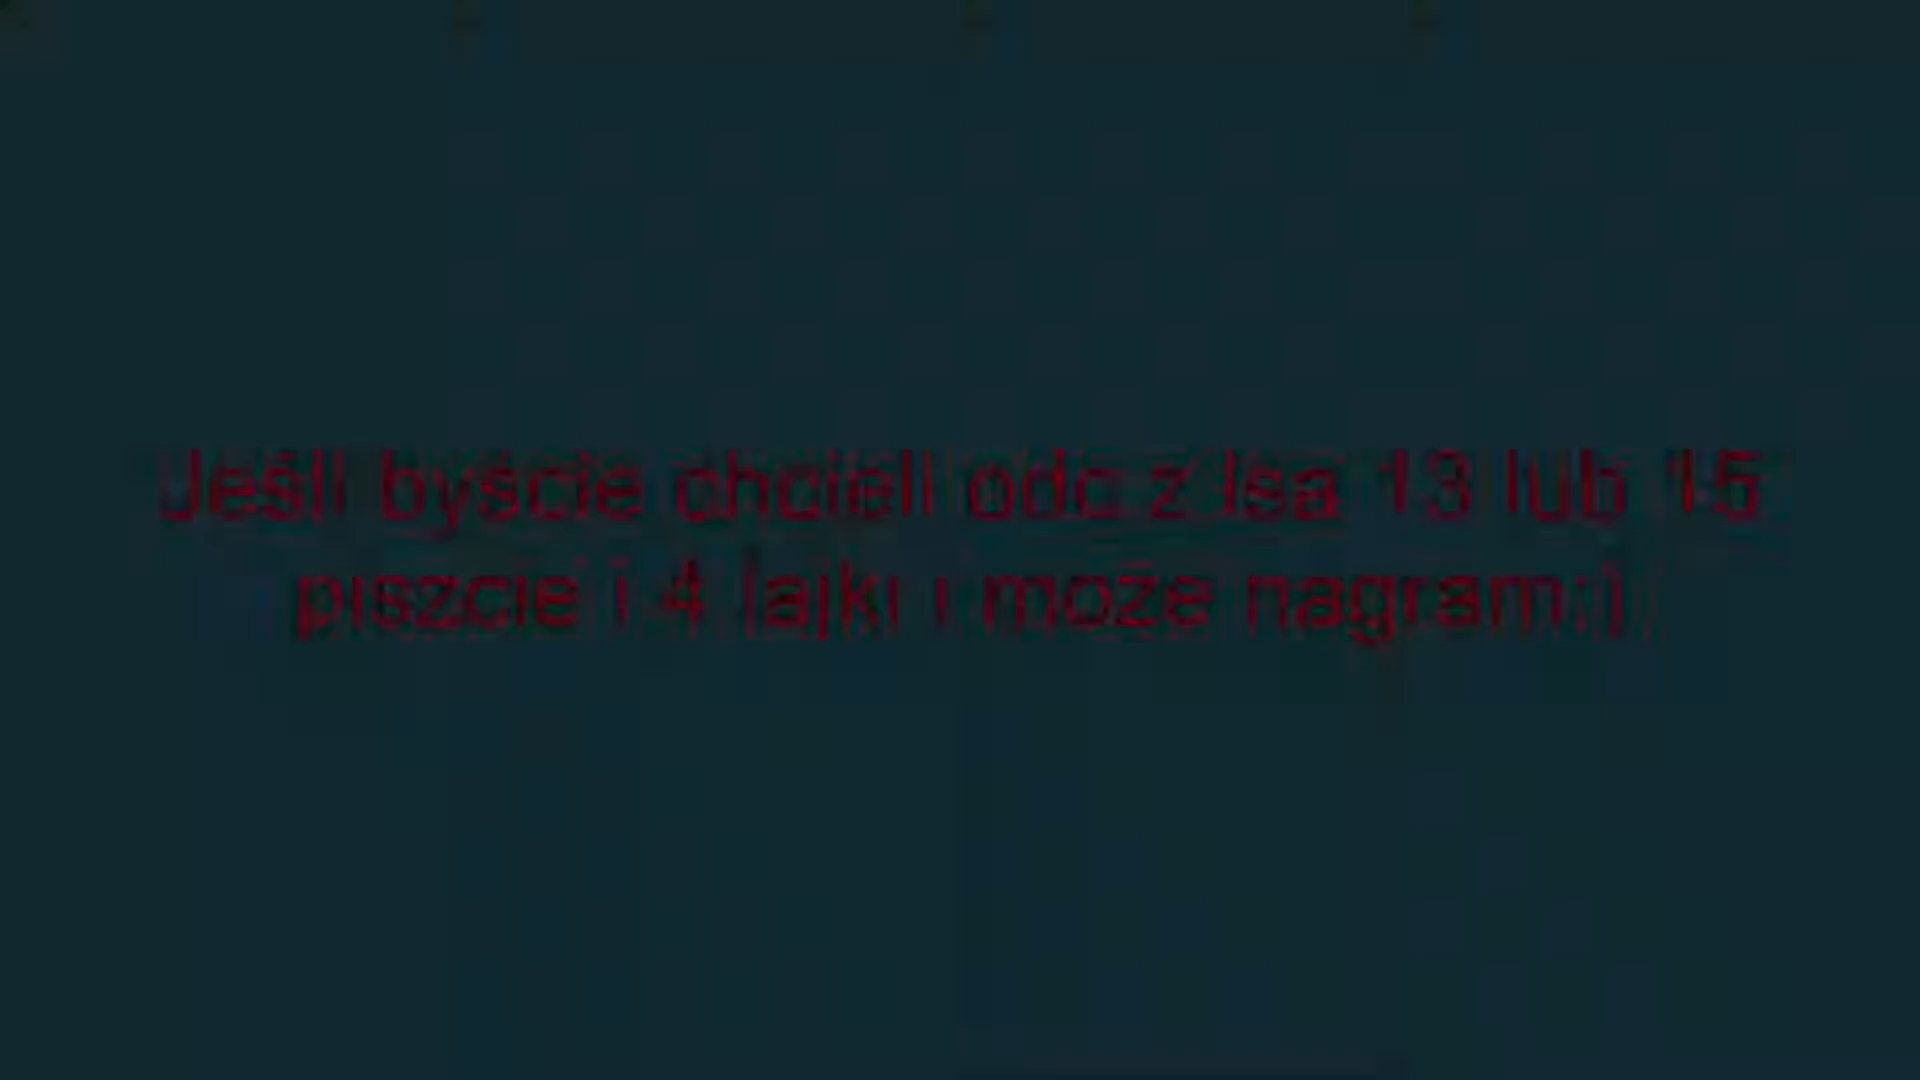 Jeśli byście chcieli odc z lsa 13 lub 15
piszcie i 4 lajki i może nagram:)